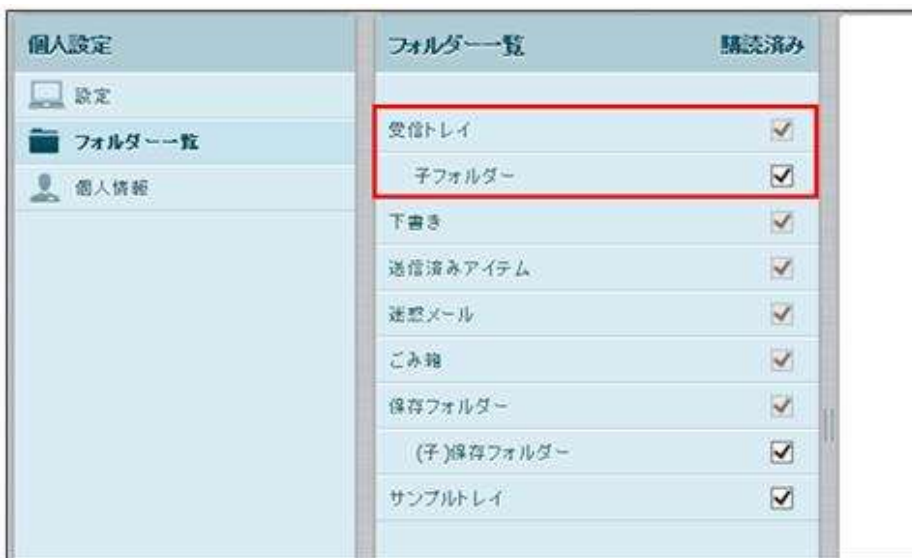 個人設定
設定
フォルダー一覧
個人情報
フォルダー一覧 購読済み
受信トレイ
子フォルダー
下書き
送信済みアイテム
迷惑メール
ごみ箱
保存フォルダー
(子)保存フォルダー
サンプルトレイ